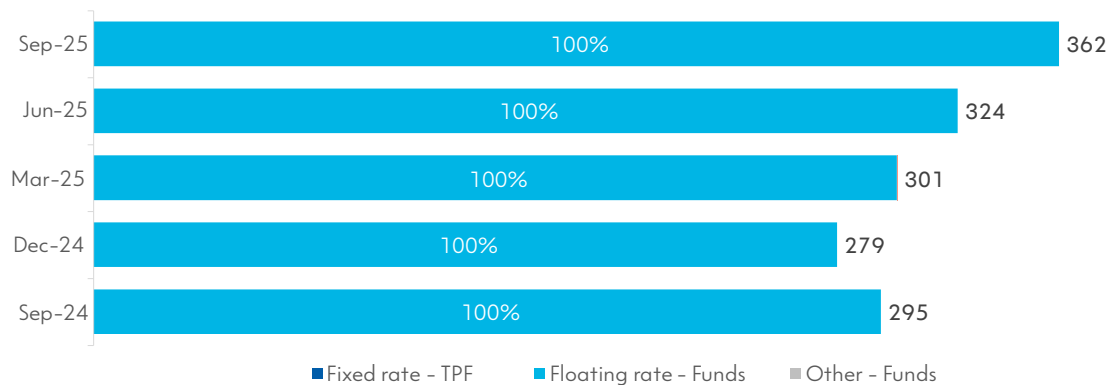 Sep-25 100% 362
Jun-25 100% 324
Mar-25 100% 301
Dec-24 100% 279
Sep-24 100% 295
Fixed rate - TPF Floating rate - Funds Other - Funds